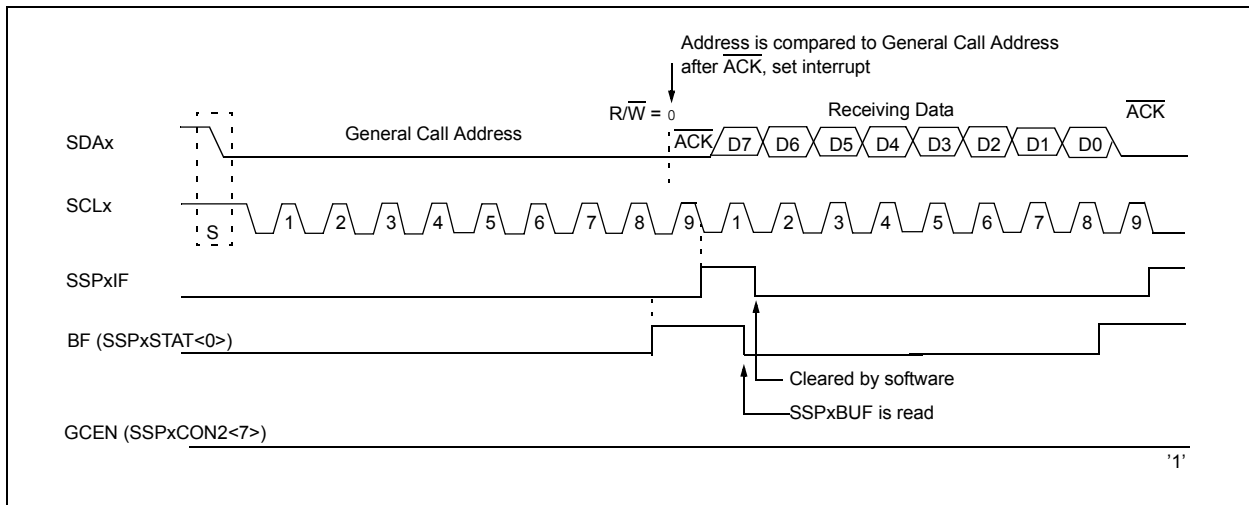 Address is compared to General Call Address
after ACK, set interrupt
R/W = 0
Receiving Data
ACK
General Call Address
SDAx
ACK
D7 D6 D5 D4 D3 D2 D1 D0
SCLx
S
1 2 3 4 5 6 7 8 9 1 2 3 4 5 6 7 8 9
SSPxIF
BF (SSPxSTAT<0>)
Cleared by software
SSPxBUF is read
GCEN (SSPxCON2<7>)
'1'